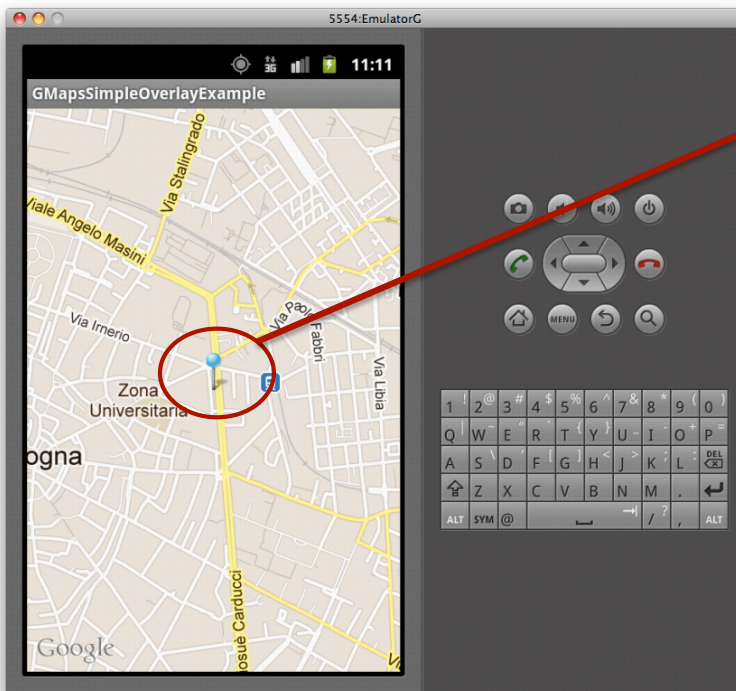 5554:EmulatorG
3G
11:11
GMapsSimpleOverlayExample
Via Stalingrado
Viale Angelo Masini
Via Paolo Fabbri
Via Irnerio
Via Libia
Zona
Universitaria
ogna
osuè Carducci
Google
MENU
1 ! 2 @ 3 # 4 $ 5 % 6 ^ 7 & 8 * 9 ( 0 )
Q | W ~ E “ R ` T { Y } U _ I - O + P =
A S \ D ‘ F [ G ] H < J > K ; L : DEL
Z X C V B N M .
ALT SYM @ / ? , ALT